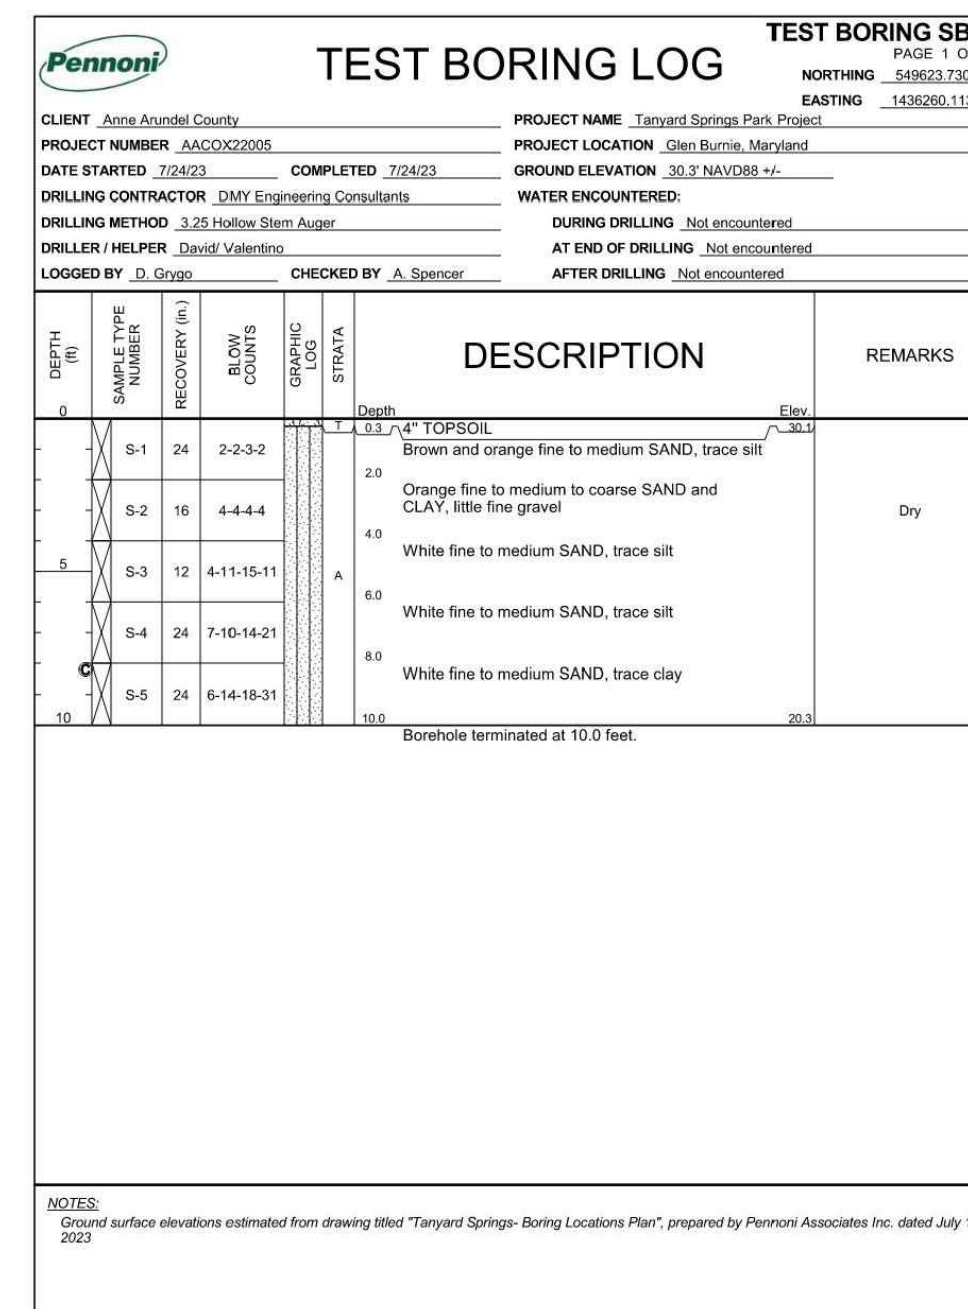 TEST BORING SB
PAGE 1 O
Pennoni
TEST BORING LOG
NORTHING 549623.730
EASTING 1436260.113
CLIENT Anne Arundel County
PROJECT NAME Tanyard Springs Park Project
PROJECT NUMBER AACOX22005
PROJECT LOCATION Glen Burnie, Maryland
DATE STARTED 7/24/23 COMPLETED 7/24/23
GROUND ELEVATION 30.3' NAVD88 +/-
DRILLING CONTRACTOR DMY Engineering Consultants
WATER ENCOUNTERED:
DRILLING METHOD 3.25 Hollow Stem Auger
DURING DRILLING Not encountered
DRILLER / HELPER David/ Valentino
AT END OF DRILLING Not encountered
LOGGED BY D. Grygo CHECKED BY A. Spencer
AFTER DRILLING Not encountered
DEPTH (ft)
SAMPLE TYPE NUMBER
RECOVERY (in.)
BLOW COUNTS
GRAPHIC LOG
STRATA
DESCRIPTION
REMARKS
0 Depth Elev.
T 0.3 4" TOPSOIL 30.1
S-1 24 2-2-3-2 Brown and orange fine to medium SAND, trace silt
2.0
Orange fine to medium to coarse SAND and
S-2 16 4-4-4-4 CLAY, little fine gravel Dry
4.0
White fine to medium SAND, trace silt
5 S-3 12 4-11-15-11 A
6.0
White fine to medium SAND, trace silt
S-4 24 7-10-14-21
8.0
C White fine to medium SAND, trace clay
S-5 24 6-14-18-31
10 10.0 20.3
Borehole terminated at 10.0 feet.
NOTES:
Ground surface elevations estimated from drawing titled "Tanyard Springs- Boring Locations Plan", prepared by Pennoni Associates Inc. dated July
2023